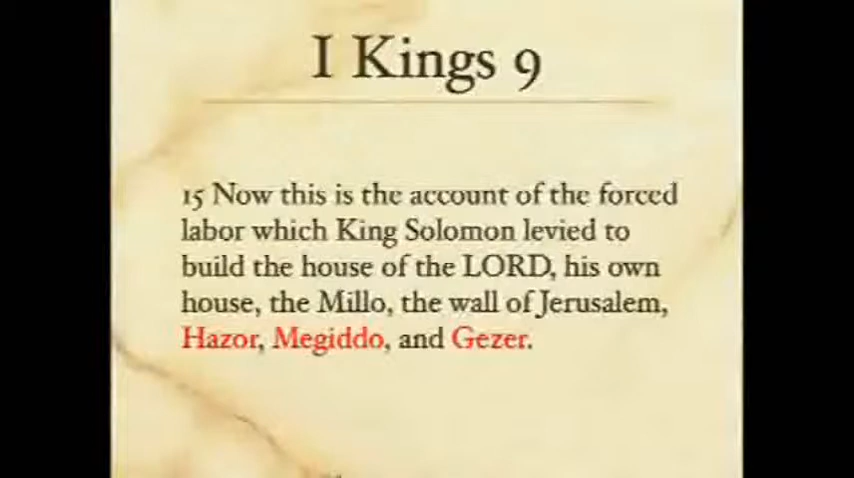 I Kings 9
15 Now this is the account of the forced
labor which King Solomon levied to
build the house of the LORD, his own
house, the Millo, the wall of Jerusalem,
Hazor, Megiddo, and Gezer.